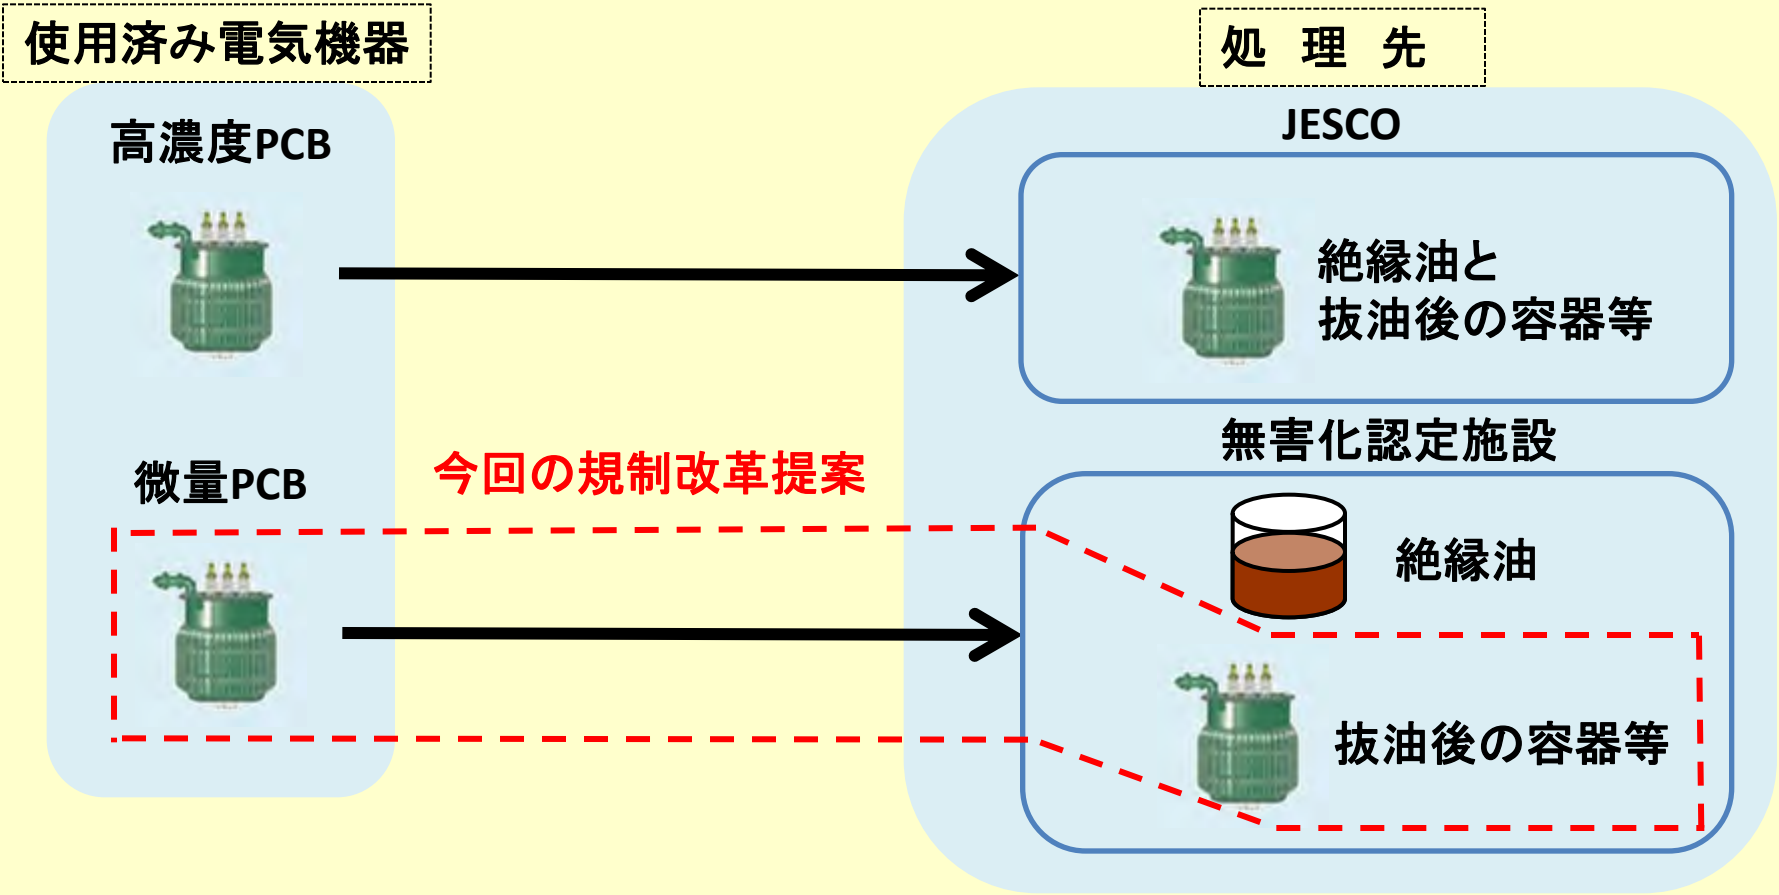 使用済み電気機器
処 理 先
高濃度PCB
JESCO
絶縁油と
抜油後の容器等
微量PCB
今回の規制改革提案
無害化認定施設
絶縁油
抜油後の容器等